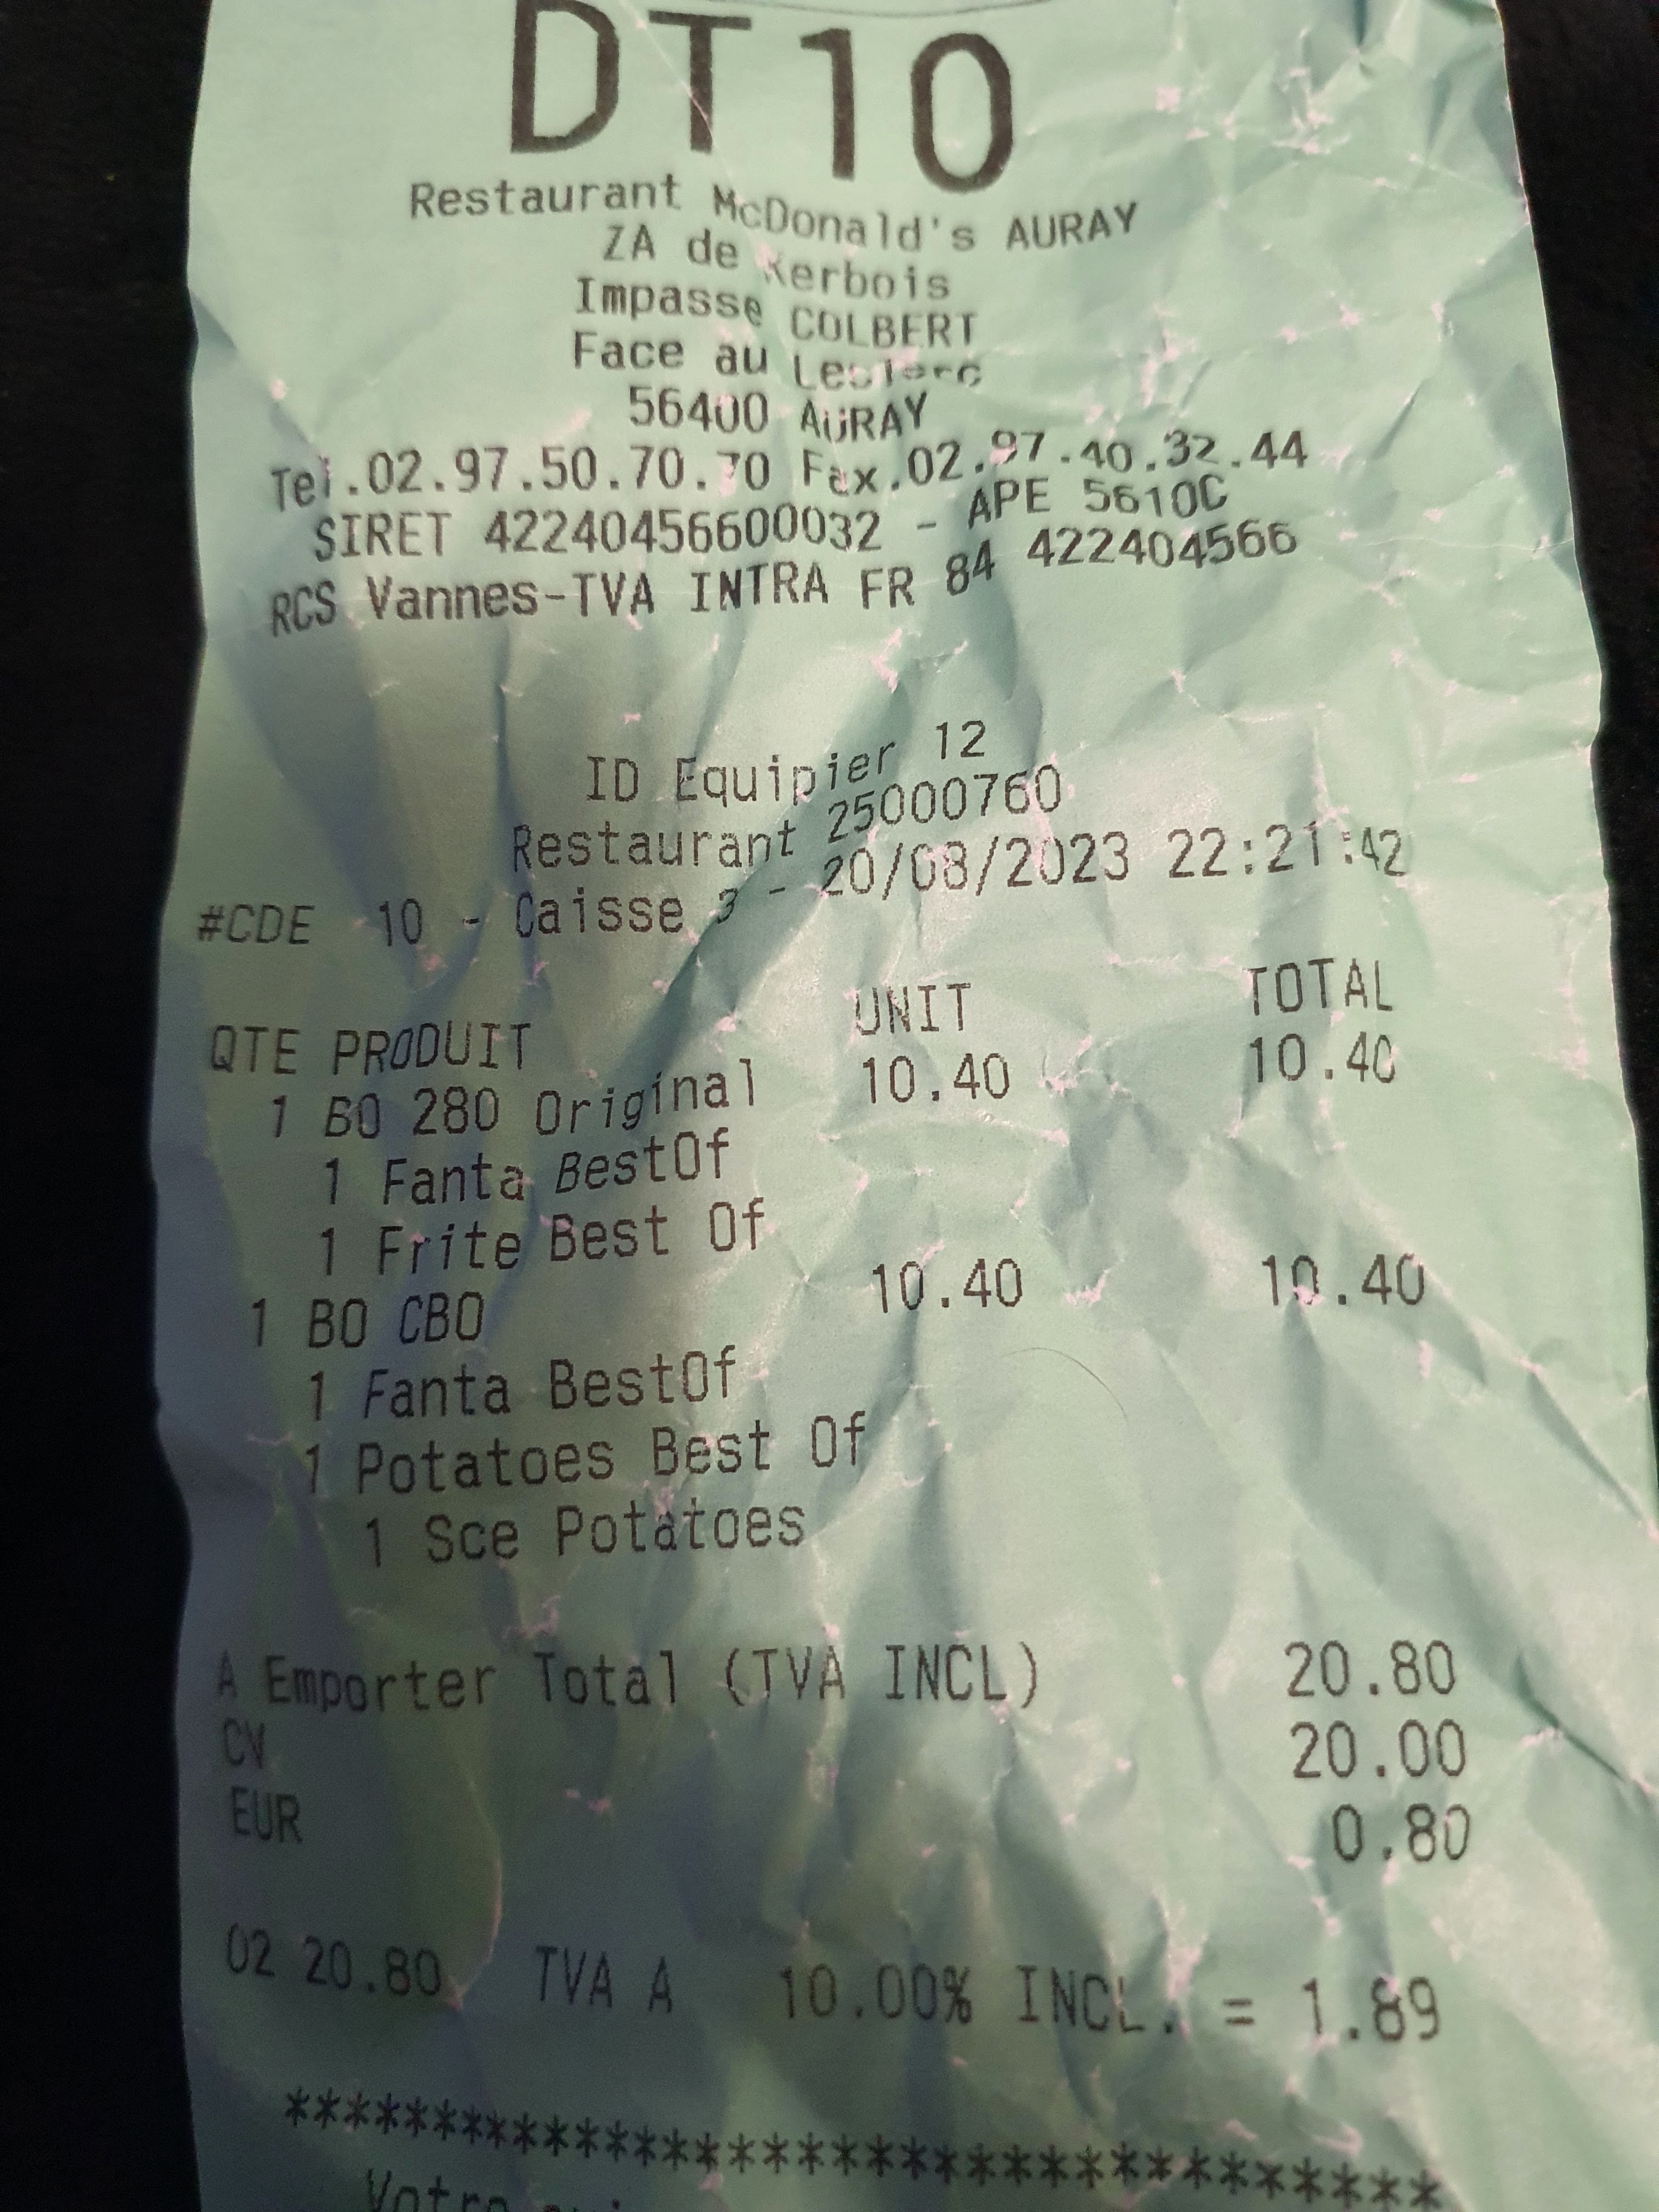 DT10
Restaurant McDonald's AURAY
ZA de Kerbois
Impasse COLBERT
Face au Leclerc
56400 AURAY
Tel.02.97.50.70.70 Fax.02.97.40.32.44
SIRET 42240456600032 - APE 5610C
RCS Vannes-TVA INTRA FR 84 422404566
ID Equipier 12
Restaurant 25000760
#CDE 10 - Caisse 3 - 20/08/2023 22:21:42
QTE PRODUIT UNIT TOTAL
1 BO 280 Original 10.40 10.40
1 Fanta BestOf
1 Frite Best Of
1 BO CBO 10.40 10.40
1 Fanta BestOf
1 Potatoes Best Of
1 Sce Potatoes
A Emporter Total (TVA INCL) 20.80
CV 20.00
EUR 0.80
02 20.80 TVA A 10.00% INCL. = 1.89
****************************************
Votre